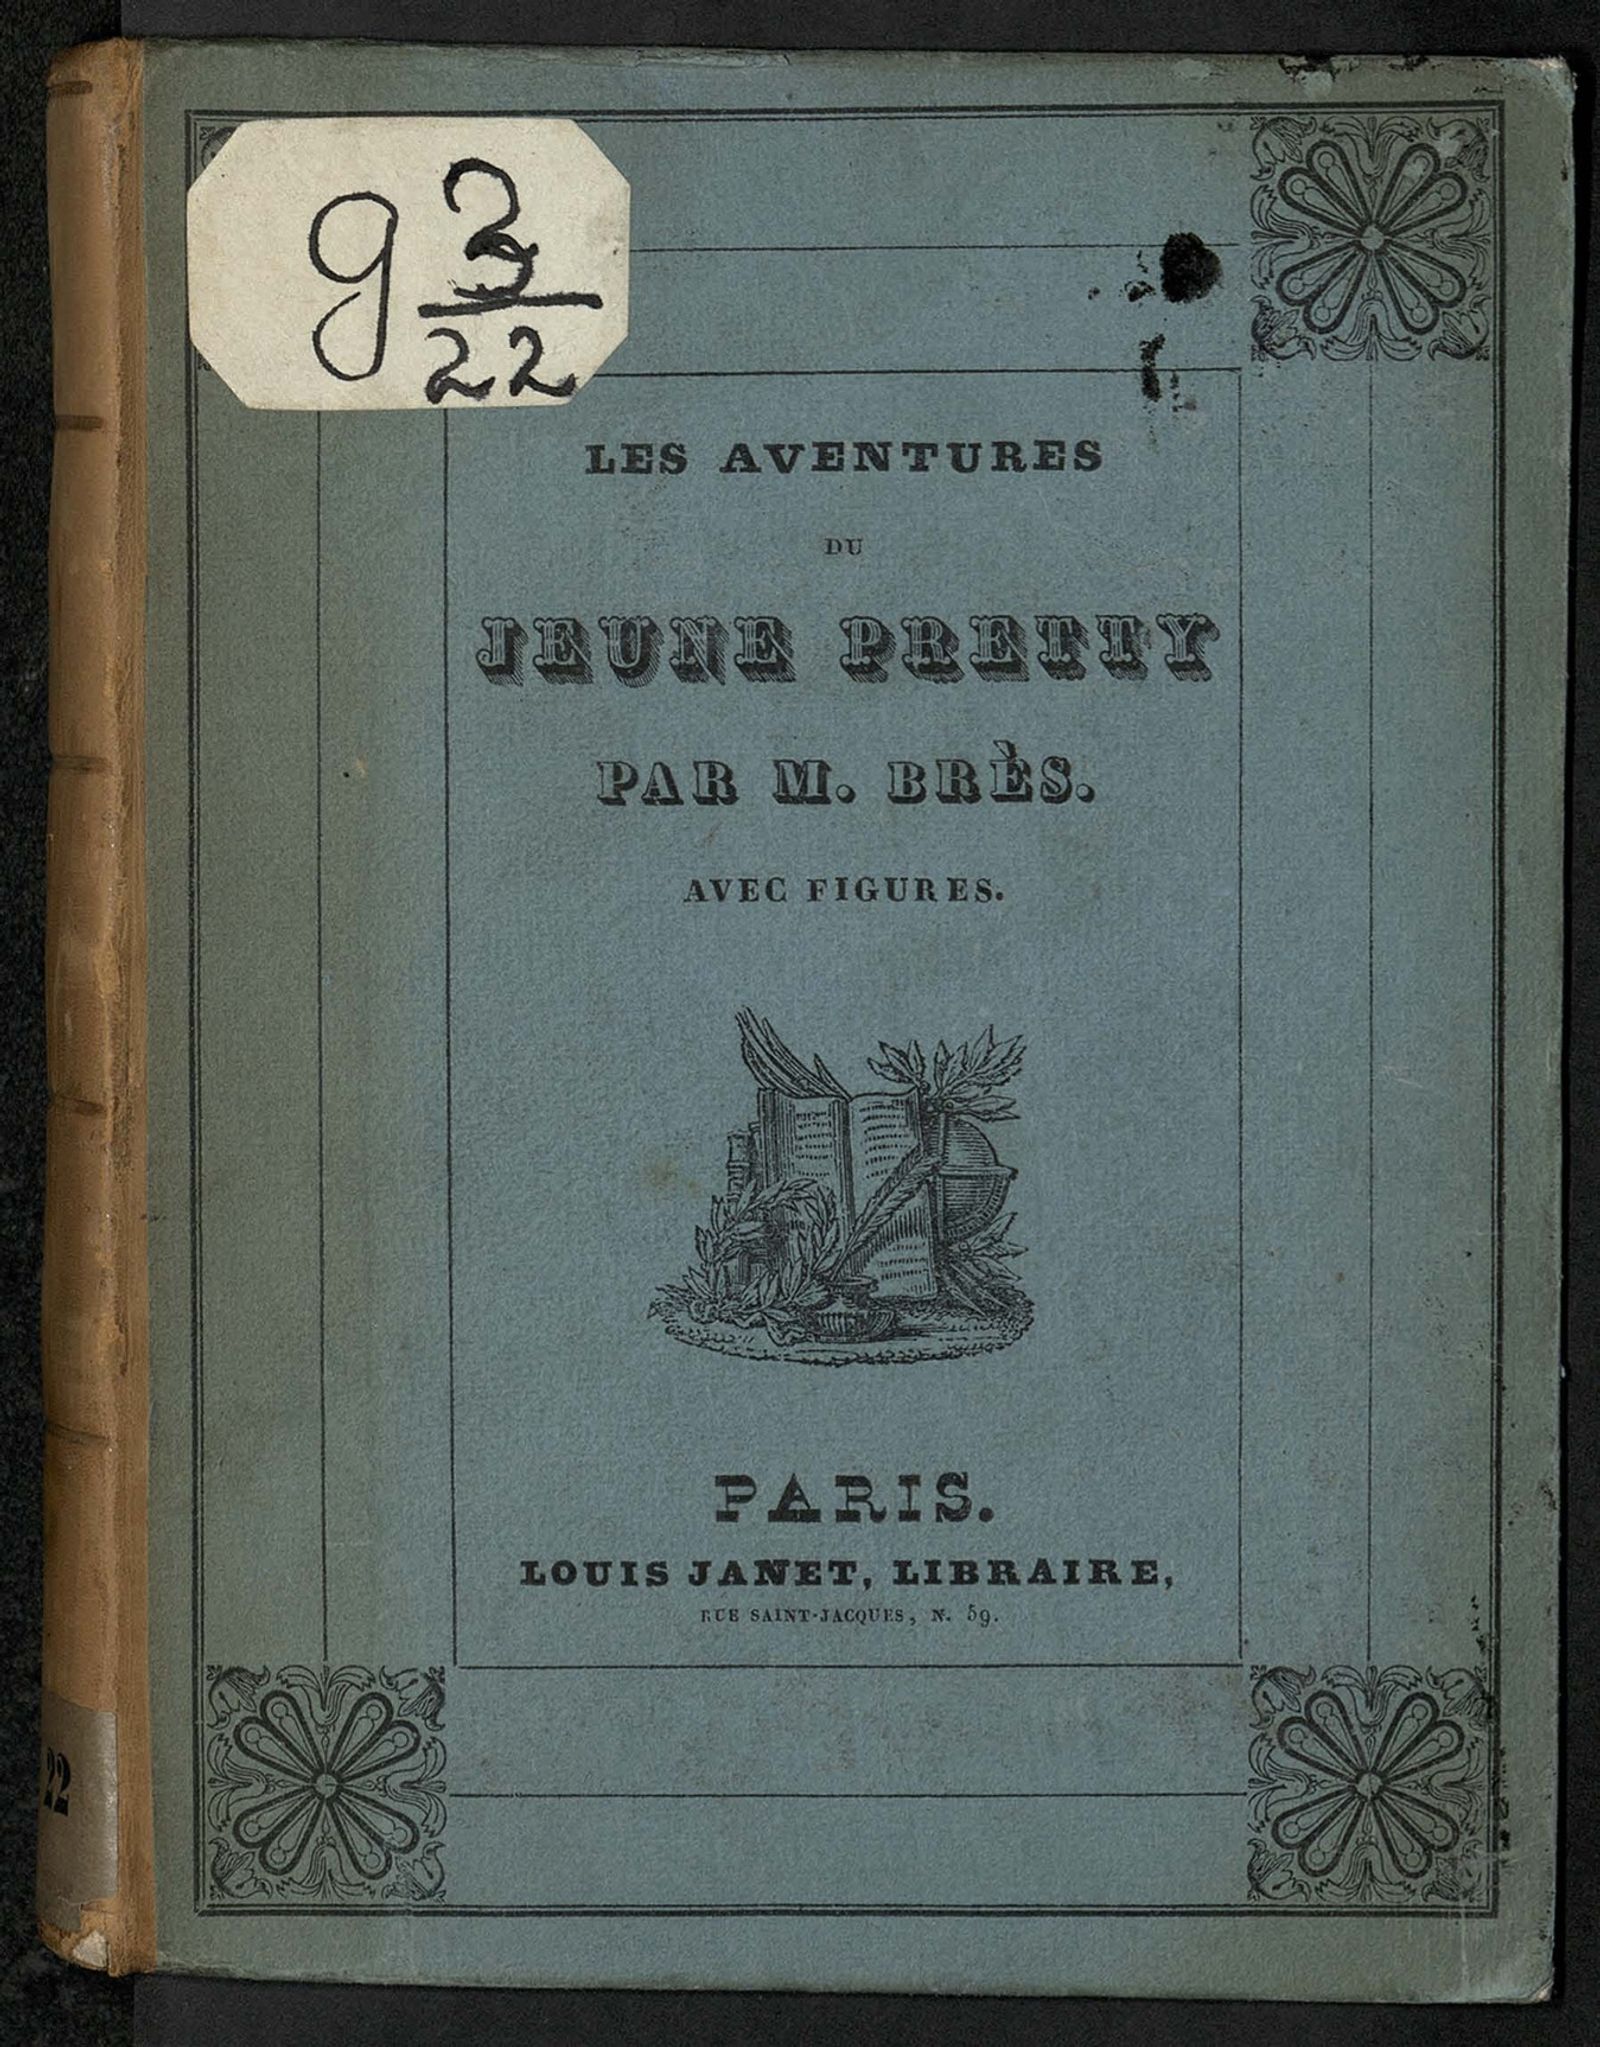 g 3
22
LES AVENTURES
DU
JEUNE PRETTY
PAR M. BRÈS.
AVEC FIGURES.
PARIS.
LOUIS JANET, LIBRAIRE,
RUE SAINT-JACQUES, N. 59.
22